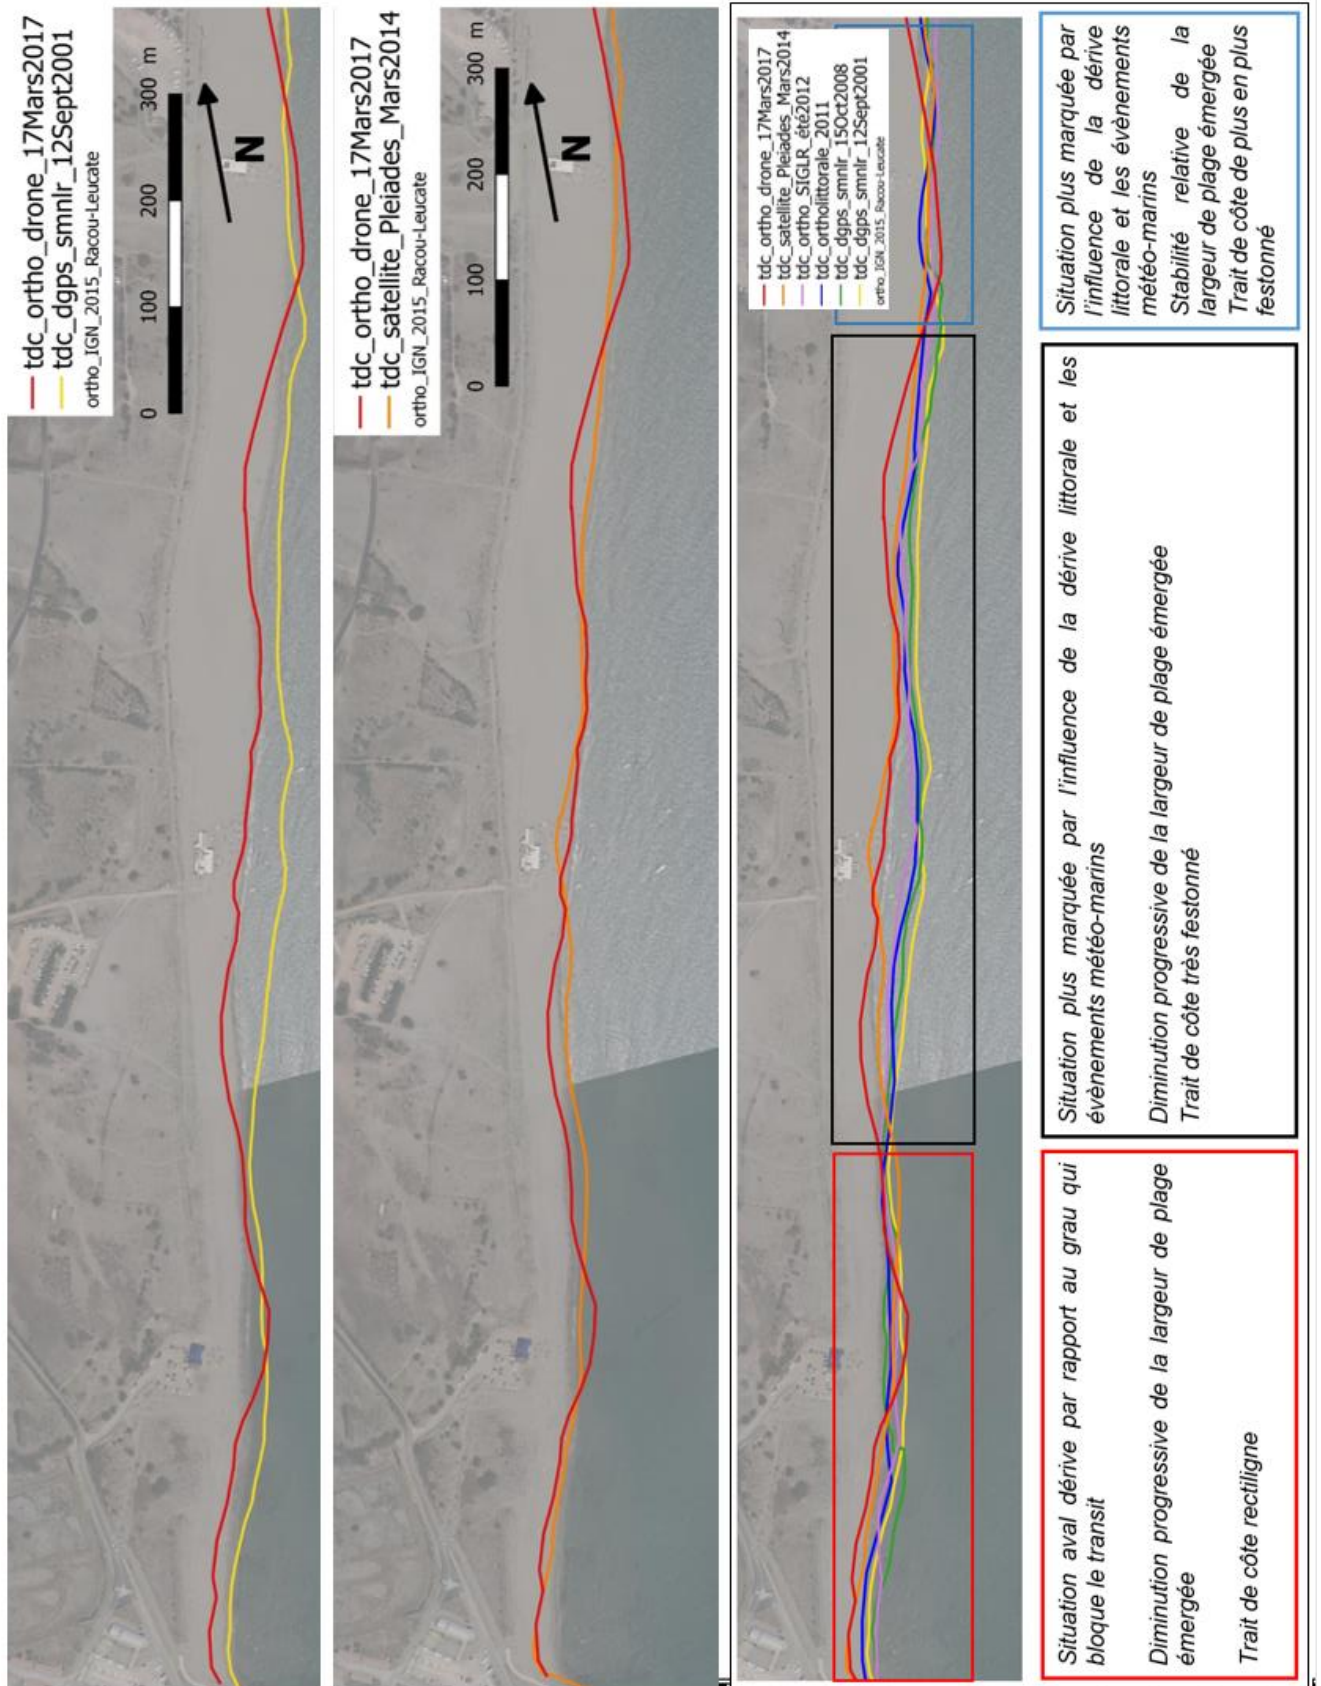 tdc_ortho_drone_17Mars2017
tdc_dgps_smnlr_12Sept2001
ortho_IGN_2015_Racou-Leucate
0 100 200 300 m
N
tdc_ortho_drone_17Mars2017
tdc_satellite_Pleiades_Mars2014
ortho_IGN_2015_Racou-Leucate
0 100 200 300 m
N
tdc_ortho_drone_17Mars2017
tdc_satellite_Pleiades_Mars2014
tdc_ortho_SIGLR_été2012
tdc_ortholittorale_2011
tdc_dgps_smnlr_15Oct2008
tdc_dgps_smnlr_12Sept2001
ortho_IGN_2015_Racou-Leucate
Situation aval dérive par rapport au grau qui
bloque le transit
Diminution progressive de la largeur de plage
émergée
Trait de côte rectiligne
Situation plus marquée par l'influence de la dérive littorale et les
évènements météo-marins
Diminution progressive de la largeur de plage émergée
Trait de côte très festonné
Situation plus marquée par
l'influence de la dérive
littorale et les évènements
météo-marins
Stabilité relative de la
largeur de plage émergée
Trait de côte de plus en plus
festonné